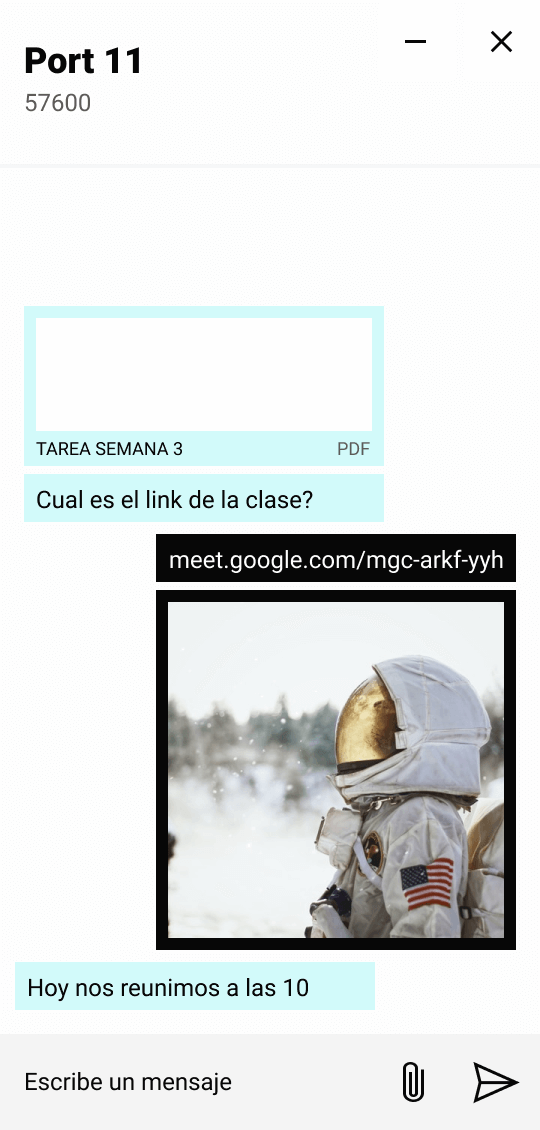 Port 11
57600
TAREA SEMANA 3 PDF
Cual es el link de la clase?
meet.google.com/mgc-arkf-yyh
Hoy nos reunimos a las 10
Escribe un mensaje